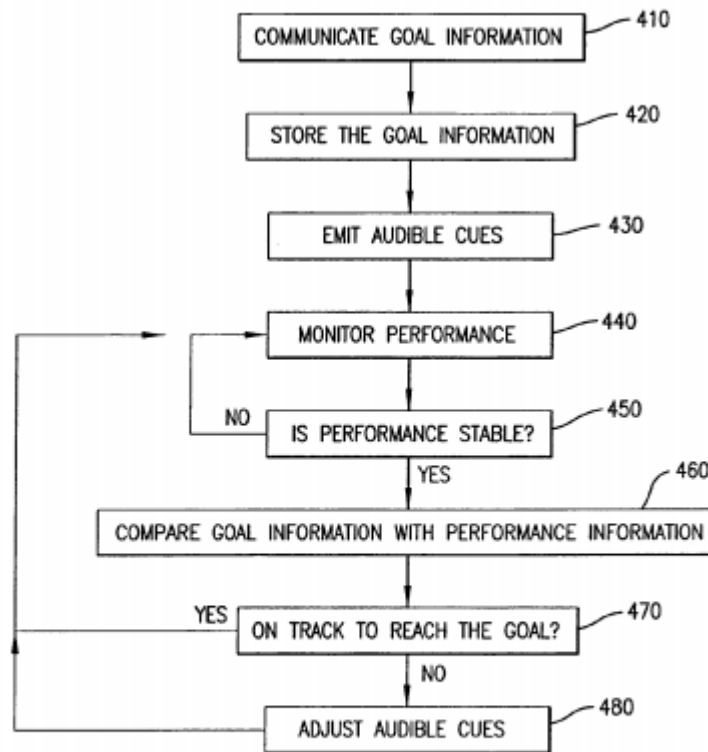 COMMUNICATE GOAL INFORMATION
410
STORE THE GOAL INFORMATION
420
EMIT AUDIBLE CUES
430
MONITOR PERFORMANCE
440
NO
IS PERFORMANCE STABLE?
450
YES
460
COMPARE GOAL INFORMATION WITH PERFORMANCE INFORMATION
YES
ON TRACK TO REACH THE GOAL?
470
NO
ADJUST AUDIBLE CUES
480